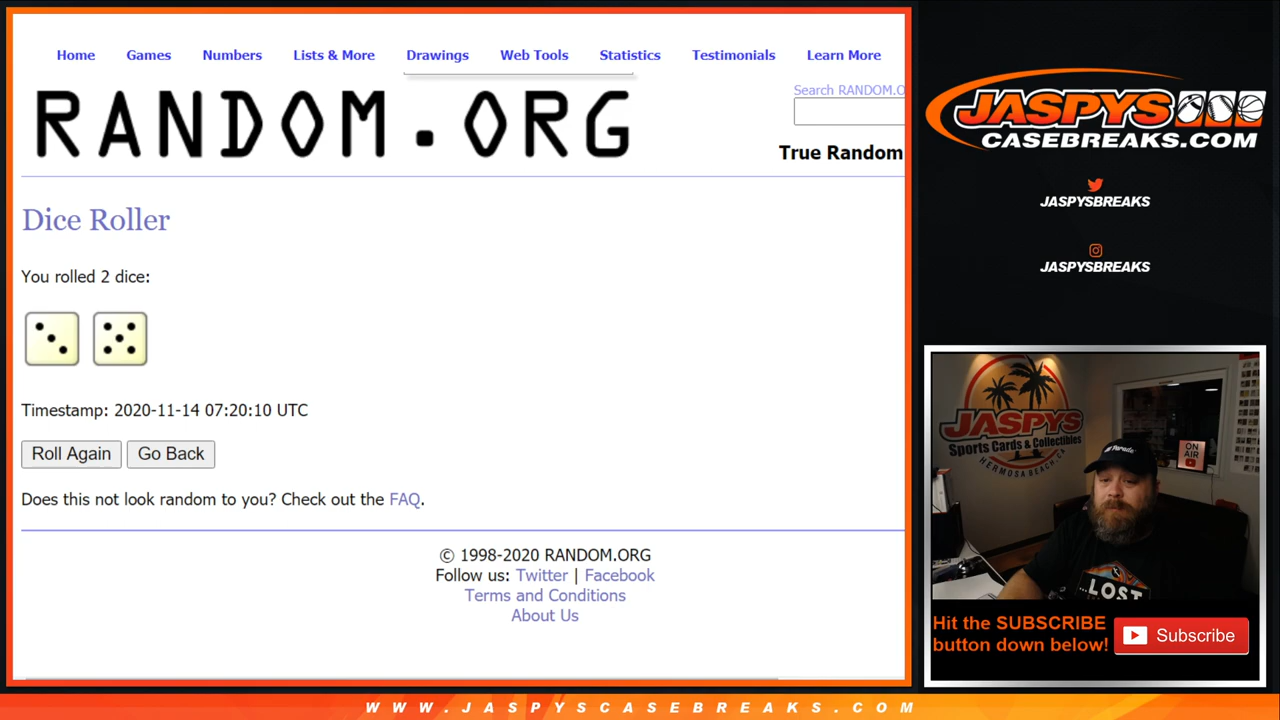 Home Games Numbers Lists & More Drawings Web Tools Statistics Testimonials Learn More
Search RANDOM.O
RANDOM.ORG
True Random
Dice Roller
You rolled 2 dice:
Timestamp: 2020-11-14 07:20:10 UTC
Roll Again Go Back
Does this not look random to you? Check out the FAQ.
© 1998-2020 RANDOM.ORG
Follow us: Twitter | Facebook
Terms and Conditions
About Us
JASPYS
CASEBREAKS.COM
JASPYSBREAKS
JASPYSBREAKS
JASPYS
Sports Cards & Collectibles
HERMOSA BEACH, CA
ON
AIR
...LOST
Hit the SUBSCRIBE
button down below!
Subscribe
WWW.JASPYSCASEBREAKS.COM